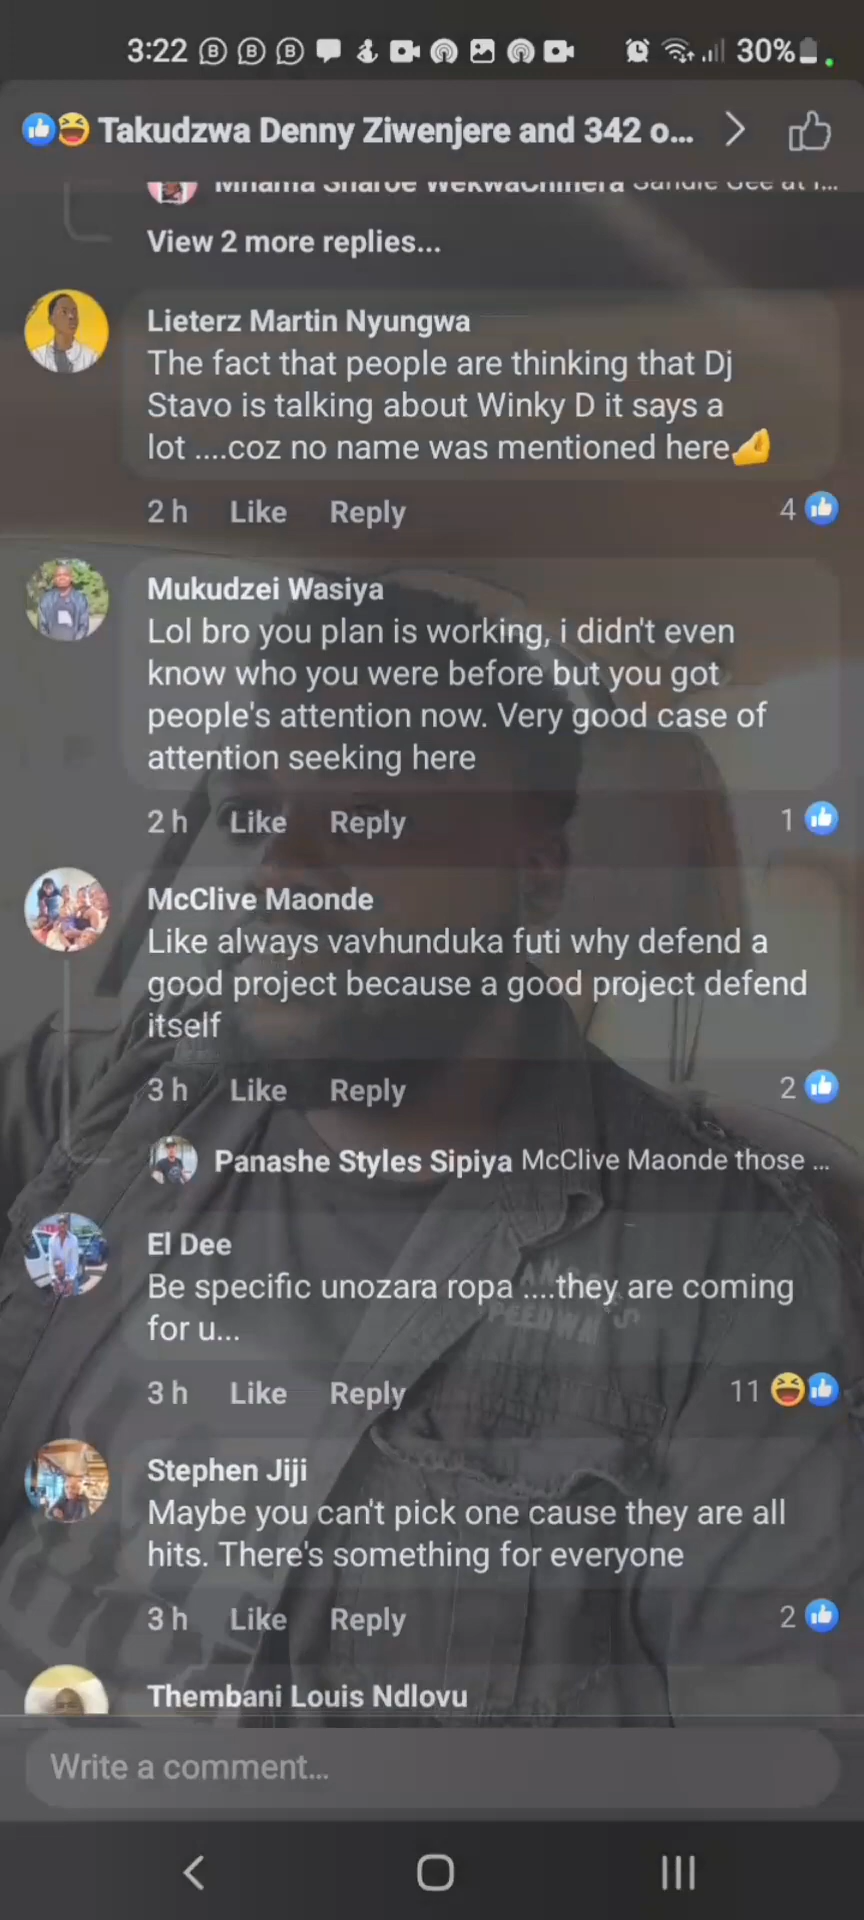 3:22
30%
Takudzwa Denny Ziwenjere and 342 o...
View 2 more replies...
Lieterz Martin Nyungwa
The fact that people are thinking that Dj
Stavo is talking about Winky D it says a
lot ....coz no name was mentioned here
2 h Like Reply 4
Mukudzei Wasiya
Lol bro you plan is working, i didn't even
know who you were before but you got
people's attention now. Very good case of
attention seeking here
2 h Like Reply 1
McClive Maonde
Like always vavhunduka futi why defend a
good project because a good project defend
itself
3 h Like Reply 2
Panashe Styles Sipiya McClive Maonde those ...
El Dee
Be specific unozara ropa ....they are coming
for u...
3 h Like Reply 11
Stephen Jiji
Maybe you can't pick one cause they are all
hits. There's something for everyone
3 h Like Reply 2
Thembani Louis Ndlovu
Write a comment...